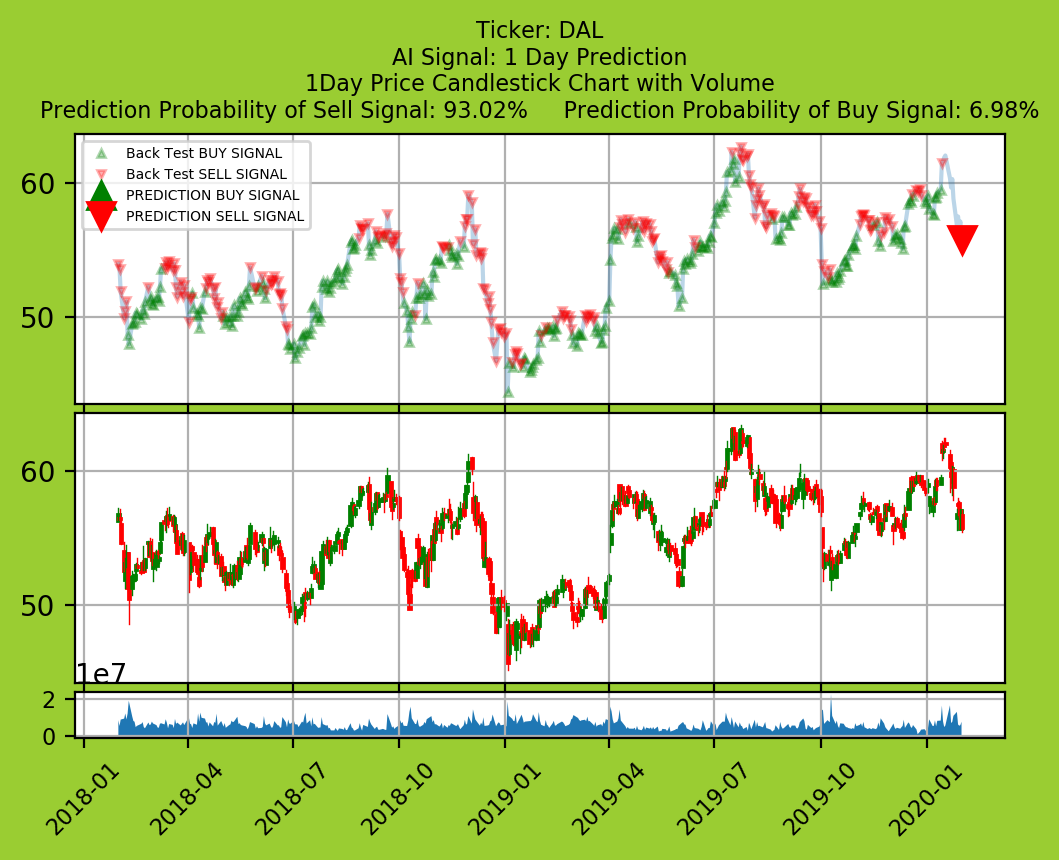 Ticker: DAL
AI Signal: 1 Day Prediction
1Day Price Candlestick Chart with Volume
Prediction Probability of Sell Signal: 93.02% Prediction Probability of Buy Signal: 6.98%
Back Test BUY SIGNAL
Back Test SELL SIGNAL
PREDICTION BUY SIGNAL
PREDICTION SELL SIGNAL
60
50
60
50
1e7
2
0
2018-01 2018-04 2018-07 2018-10 2019-01 2019-04 2019-07 2019-10 2020-01